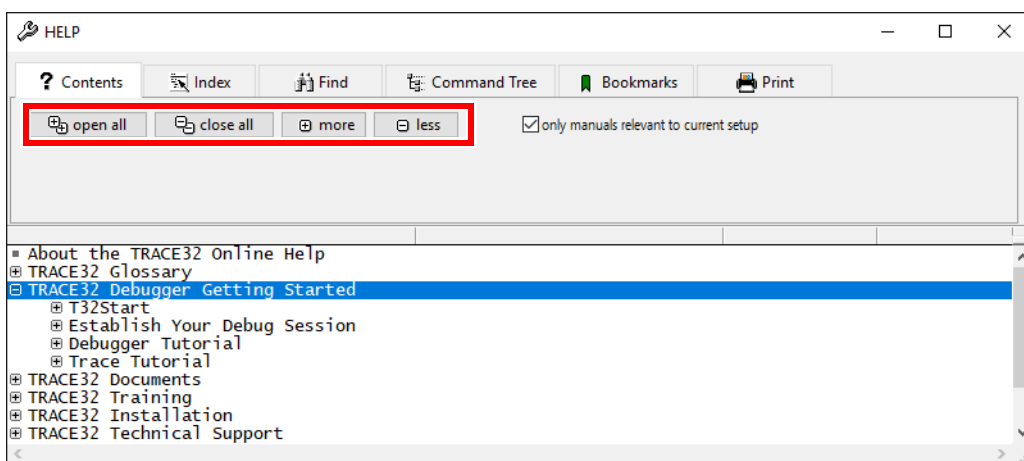 HELP
Contents Index Find Command Tree Bookmarks Print
open all close all more less only manuals relevant to current setup
About the TRACE32 Online Help
TRACE32 Glossary
TRACE32 Debugger Getting Started
T32Start
Establish Your Debug Session
Debugger Tutorial
Trace Tutorial
TRACE32 Documents
TRACE32 Training
TRACE32 Installation
TRACE32 Technical Support